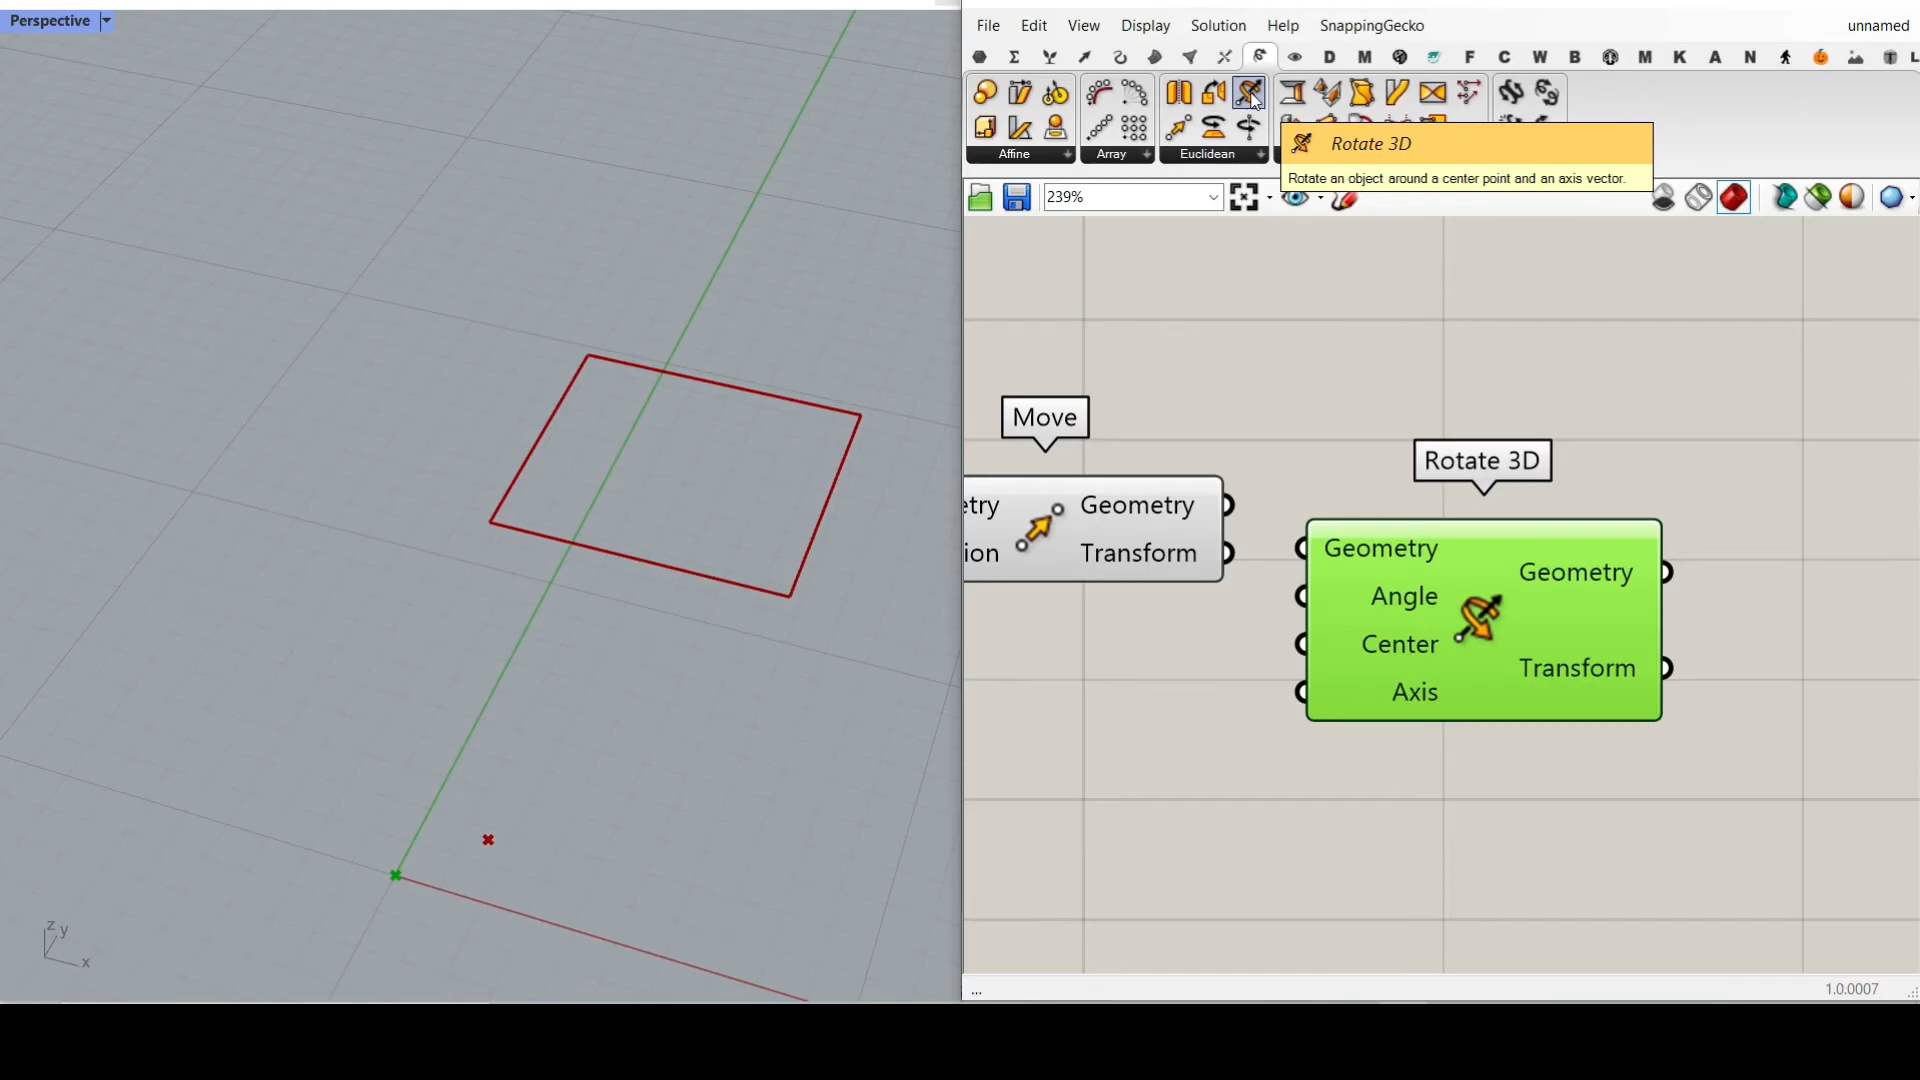 Perspective
File Edit View Display Solution Help SnappingGecko unnamed
D M F C W B M K A N L
Affine Array Euclidean
Rotate 3D
Rotate an object around a center point and an axis vector.
239%
Move
etry Geometry
ion Transform
Rotate 3D
Geometry
Angle
Center
Axis
Geometry
Transform
z y
x
...
1.0.0007